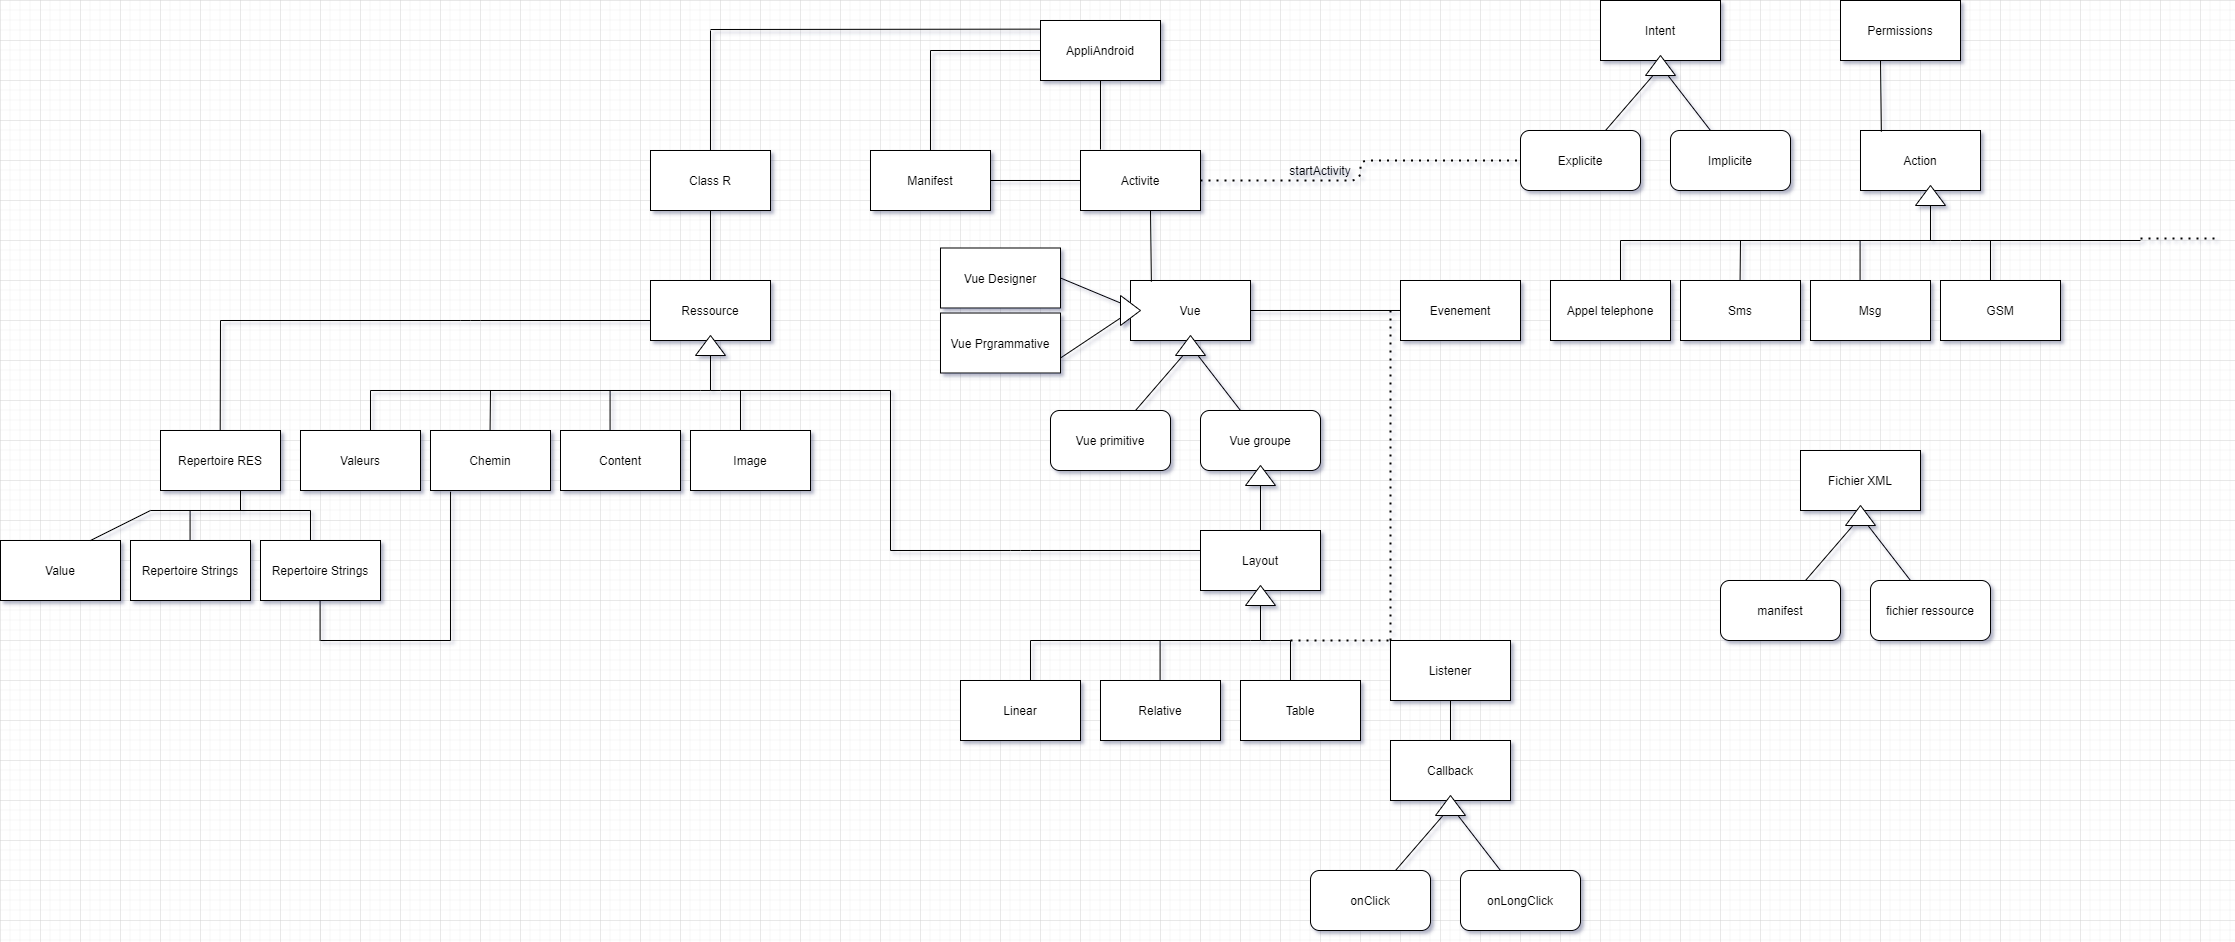 Intent
Permissions
AppliAndroid
Explicite
Implicite
Action
startActivity
Class R
Manifest
Activite
Vue Designer
Ressource
Vue
Evenement
Appel telephone
Sms
Msg
GSM
Vue Prgrammative
Vue primitive
Vue groupe
Repertoire RES
Valeurs
Chemin
Content
Image
Fichier XML
Layout
Value
Repertoire Strings
Repertoire Strings
manifest
fichier ressource
Listener
Linear
Relative
Table
Callback
onClick
onLongClick